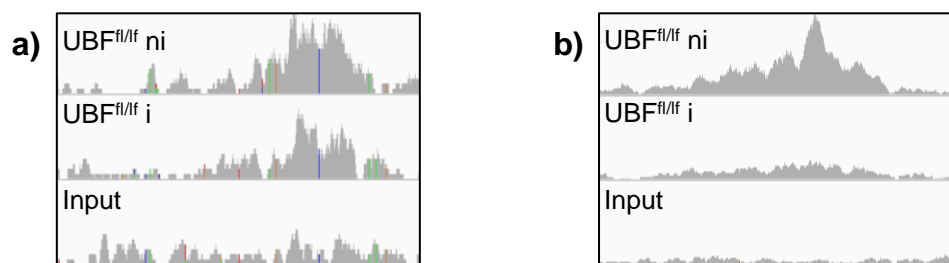 a)
UBFfl/lf ni
UBFfl/lf i
Input
b)
UBFfl/lf ni
UBFfl/lf i
Input